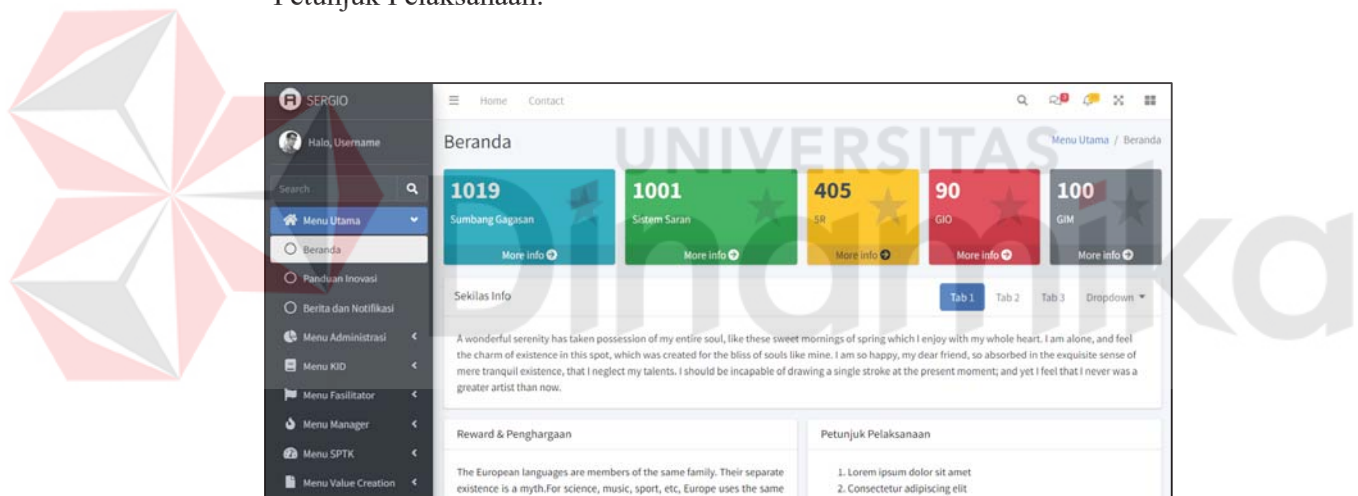 Petunjuk Pelaksanaan.
SERGIO
Home Contact
Halo, Username
Beranda
Menu Utama / Beranda
UNIVERSITAS
Dinamika
Search
Menu Utama
Beranda
Panduan Inovasi
Berita dan Notifikasi
Menu Administrasi
Menu KID
Menu Fasilitator
Menu Manager
Menu SPTK
Menu Value Creation
1019
Sumbang Gagasan
More info
1001
Sistem Saran
More info
405
5R
More info
90
GIO
More info
100
GIM
More info
Sekilas Info
Tab 1 Tab 2 Tab 3 Dropdown
A wonderful serenity has taken possession of my entire soul, like these sweet mornings of spring which I enjoy with my whole heart. I am alone, and feel
the charm of existence in this spot, which was created for the bliss of souls like mine. I am so happy, my dear friend, so absorbed in the exquisite sense of
mere tranquil existence, that I neglect my talents. I should be incapable of drawing a single stroke at the present moment; and yet I feel that I never was a
greater artist than now.
Reward & Penghargaan
The European languages are members of the same family. Their separate
existence is a myth.For science, music, sport, etc, Europe uses the same
Petunjuk Pelaksanaan
1. Lorem ipsum dolor sit amet
2. Consectetur adipiscing elit